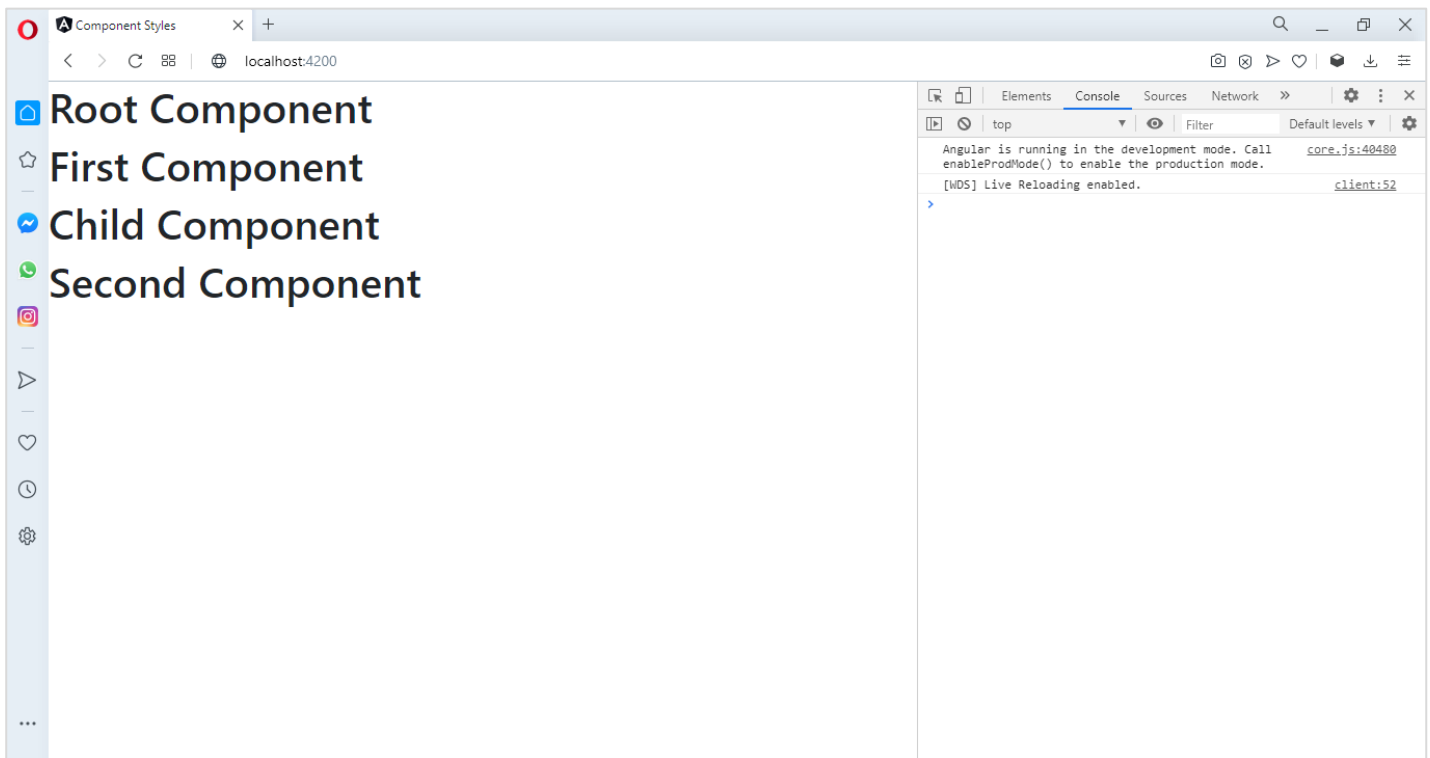 Component Styles
localhost:4200
Root Component
First Component
Child Component
Second Component
Elements Console Sources Network »
top Filter Default levels ▼
Angular is running in the development mode. Call core.js:40480
enableProdMode() to enable the production mode.
[WDS] Live Reloading enabled. client:52